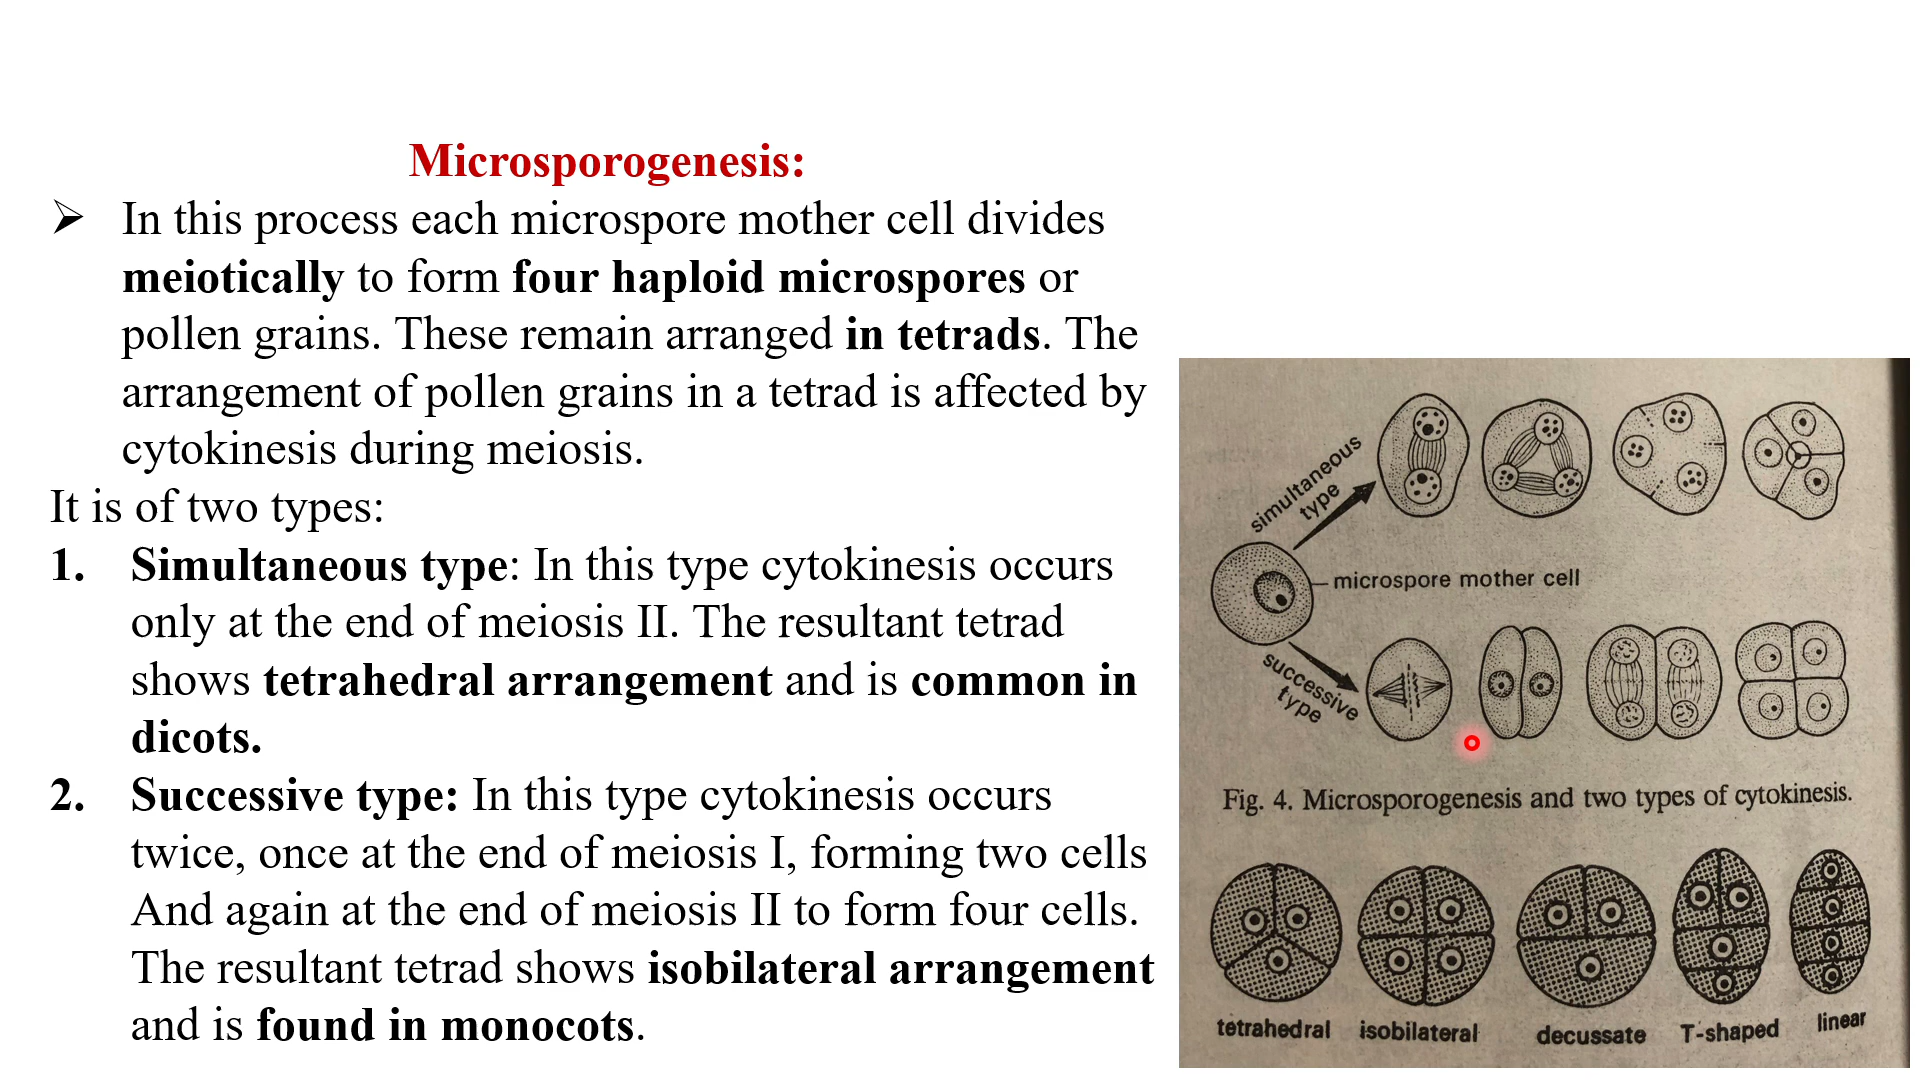 Microsporogenesis:
➢ In this process each microspore mother cell divides
meiotically to form four haploid microspores or
pollen grains. These remain arranged in tetrads. The
arrangement of pollen grains in a tetrad is affected by
cytokinesis during meiosis.
It is of two types:
1. Simultaneous type: In this type cytokinesis occurs
only at the end of meiosis II. The resultant tetrad
shows tetrahedral arrangement and is common in
dicots.
2. Successive type: In this type cytokinesis occurs
twice, once at the end of meiosis I, forming two cells
And again at the end of meiosis II to form four cells.
The resultant tetrad shows isobilateral arrangement
and is found in monocots.
simultaneous
type
microspore mother cell
successive
type
Fig. 4. Microsporogenesis and two types of cytokinesis.
tetrahedral isobilateral decussate T-shaped linear